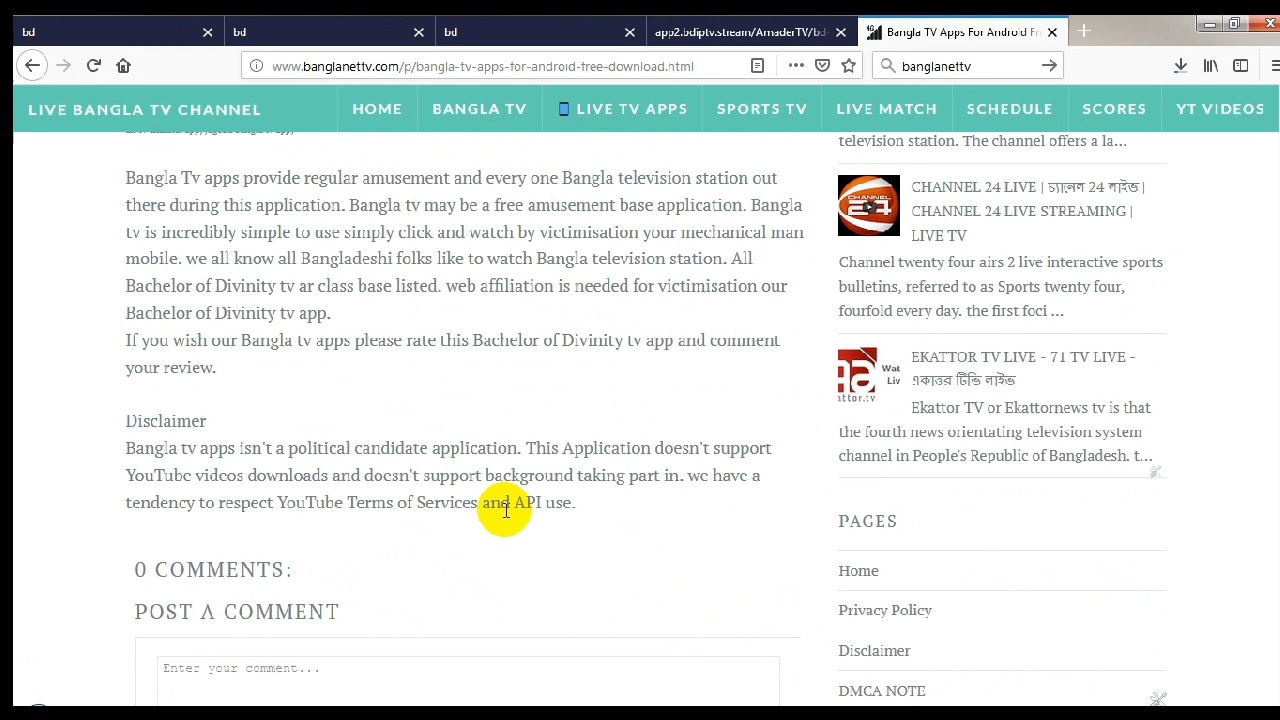 bd
bd
bd
app2.bdiptv.stream/AmaderTV/bd-
Bangla TV Apps For Android Fr
www.banglanettv.com/p/bangla-tv-apps-for-android-free-download.html
banglanettv
LIVE BANGLA TV CHANNEL
HOME
BANGLA TV
LIVE TV APPS
SPORTS TV
LIVE MATCH
SCHEDULE
SCORES
YT VIDEOS
Bangla Tv apps provide regular amusement and every one Bangla television station out
there using this application. Bangla tv may be a free amusement base application. Bangla
tv is incredibly simple to use simply click and watch by victimisation your mechanical man
mobile. we all know all Bangladeshi folks like to watch Bangla television station. All
Bachelor of Divinity tv ar class base listed. web affiliation is needed for victimisation our
Bachelor of Divinity tv app.
If you wish our Bangla tv apps please rate this Bachelor of Divinity tv app and comment
your review.
Disclaimer
Bangla tv apps isn't a political candidate application. This Application doesn't support
YouTube videos downloads and doesn't support background taking part in. we have a
tendency to respect YouTube Terms of Services and API use.
0 COMMENTS:
POST A COMMENT
Enter your comment...
television station. The channel offers a la...
CHANNEL 24 LIVE | চ্যানেল 24 লাইভ |
CHANNEL 24 LIVE STREAMING |
LIVE TV
CHANNEL
24
Channel twenty four airs 2 live interactive sports
bulletins, referred to as Sports twenty four,
fourfold every day. the first foci ...
EKATTOR TV LIVE - 71 TV LIVE -
একাত্তর টিভি লাইভ
Wat
Liv
attor.tv
Ekattor TV or Ekattornews tv is that
the fourth news orientating television system
channel in People's Republic of Bangladesh. t...
PAGES
Home
Privacy Policy
Disclaimer
DMCA NOTE